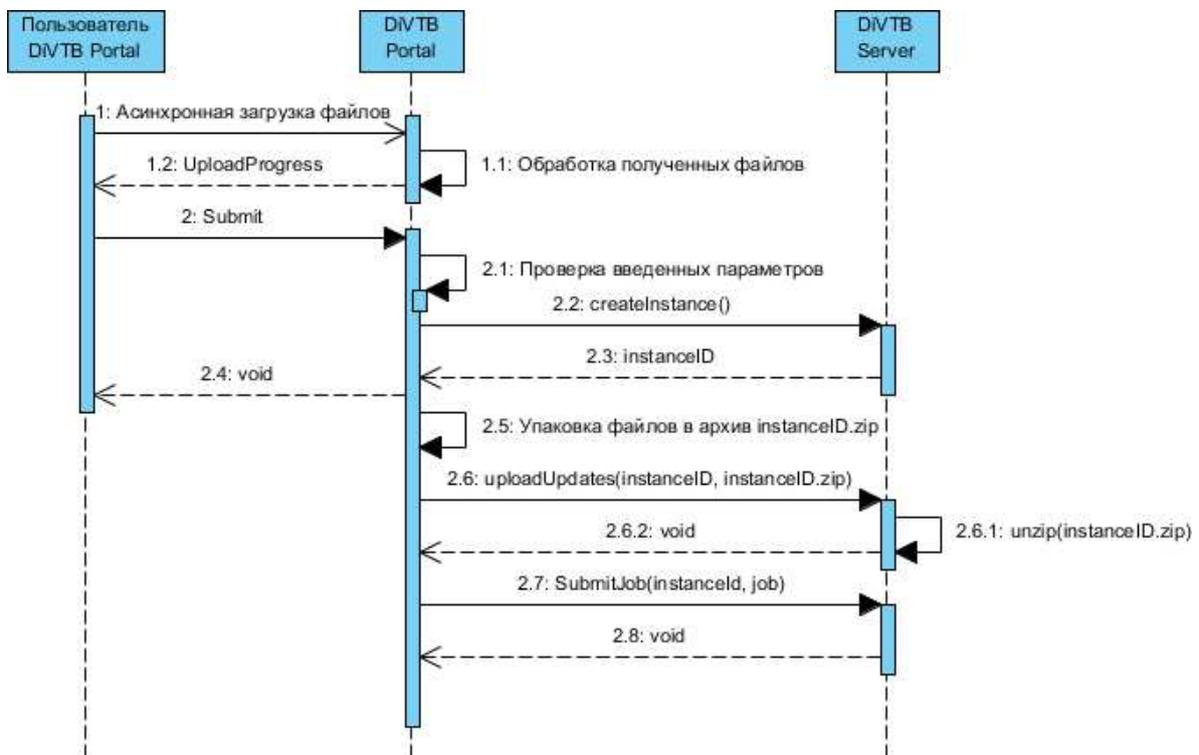 Пользователь
DiVTB Portal
DiVTB
Portal
DiVTB
Server
1: Асинхронная загрузка файлов
1.2: UploadProgress
1.1: Обработка полученных файлов
2: Submit
2.1: Проверка введенных параметров
2.2: createInstance()
2.3: instanceID
2.4: void
2.5: Упаковка файлов в архив instanceID.zip
2.6: uploadUpdates(instanceID, instanceID.zip)
2.6.2: void
2.6.1: unzip(instanceID.zip)
2.7: SubmitJob(instanceId, job)
2.8: void